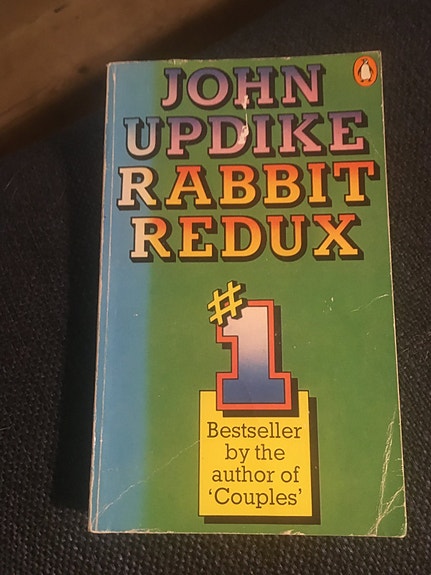 JOHN
UPDIKE
RABBIT
REDUX
#1
Bestseller
by the
author of
'Couples'